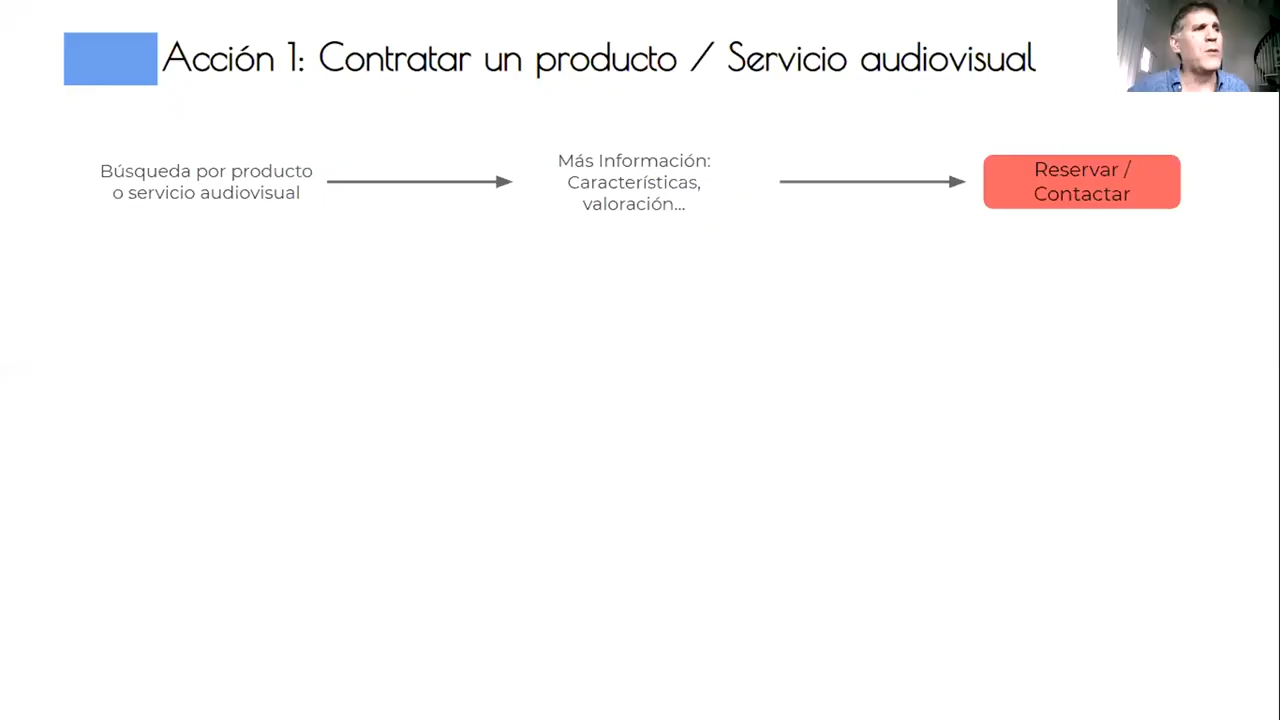 Acción 1: Contratar un producto / Servicio audiovisual
Búsqueda por producto
o servicio audiovisual
Más Información:
Características,
valoración...
Reservar /
Contactar